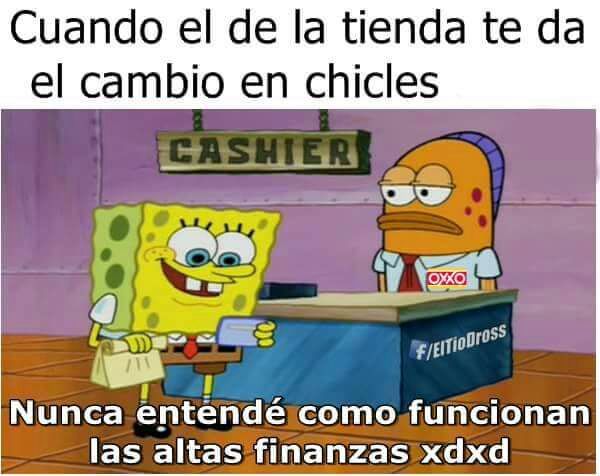 Cuando el de la tienda te da
el cambio en chicles
CASHIER
OXXO
f/ElTioDross
Nunca entendé como funcionan
las altas finanzas xdxd